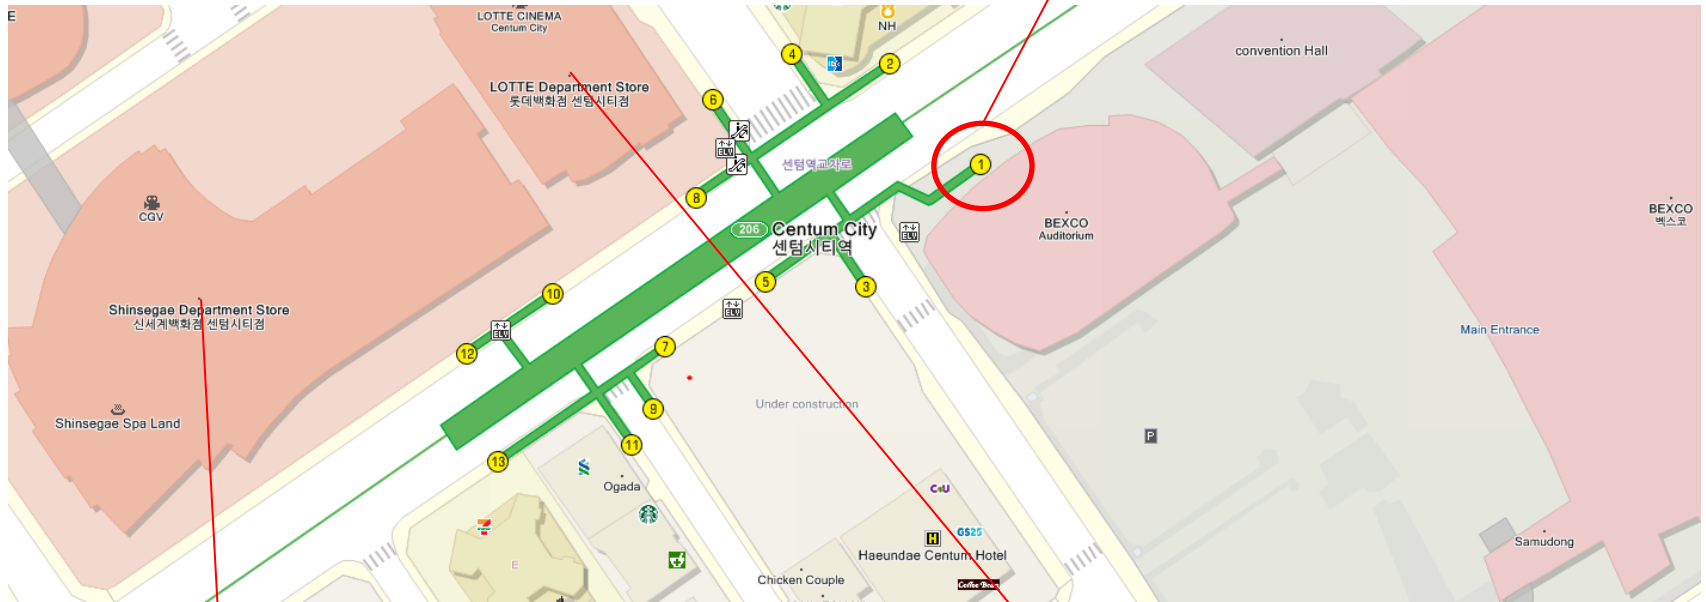 E
LOTTE CINEMA
Centum City
NH
convention Hall
4
2
LOTTE Department Store
롯데백화점 센텀시티점
6
ELV
센텀역교차로
1
8
CGV
BEXCO
Auditorium
BEXCO
벡스코
206 Centum City
센텀시티역
ELV
5
3
10
Shinsegae Department Store
신세계백화점 센텀시티점
ELV
ELV
Main Entrance
12
7
Under construction
9
Shinsegae Spa Land
11
P
13
Ogada
CU
GS25
H
Haeundae Centum Hotel
Samudong
E
Chicken Couple
Coffee Bean